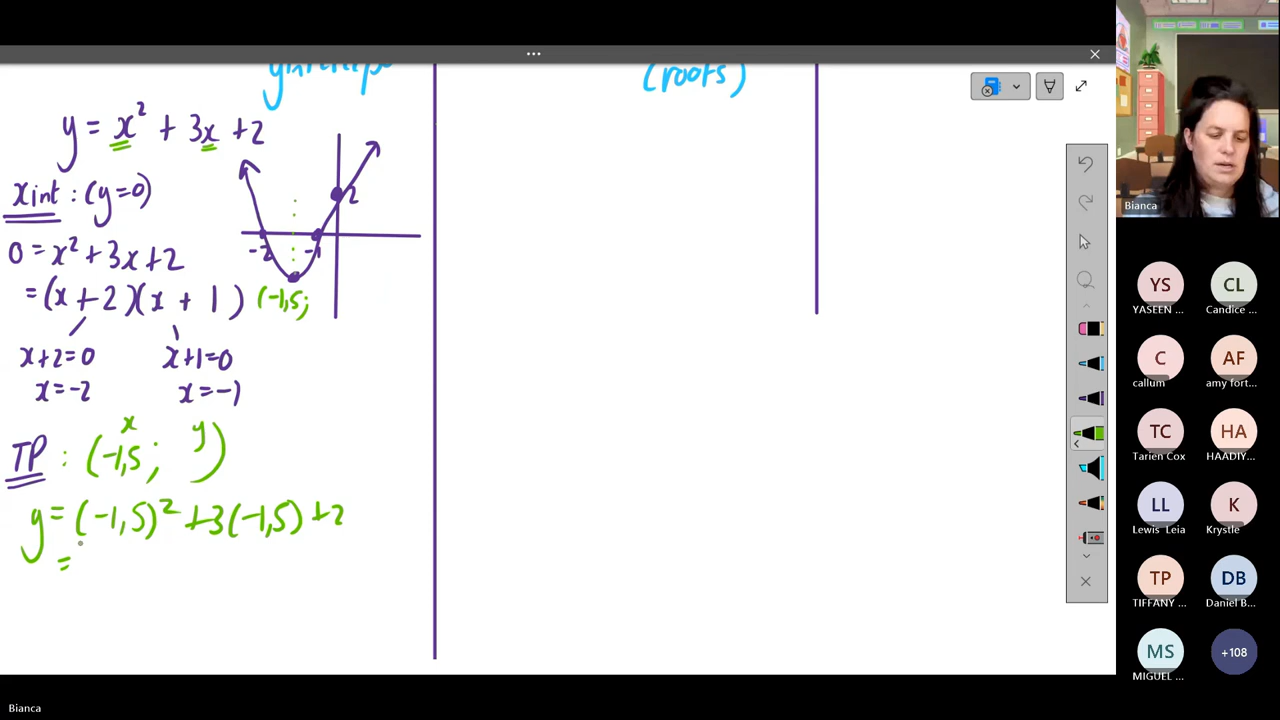 (roots)
y = x² + 3x + 2
x int : (y=0)
2
-2 -1
0 = x² + 3x + 2
= (x + 2)(x + 1)
(-1,5;
x+2=0 x+1=0
x=-2 x=-1
x y
TP : (-1,5; )
y = (-1,5)² + 3(-1,5) + 2
=
Bianca
YS CL
YASEEN ... Candice ...
C AF
callum amy fort...
TC HA
Tarien Cox HAADIY...
LL K
Lewis Leia Krystle
TP DB
TIFFANY ... Daniel B...
MS +108
MIGUEL ...
Bianca